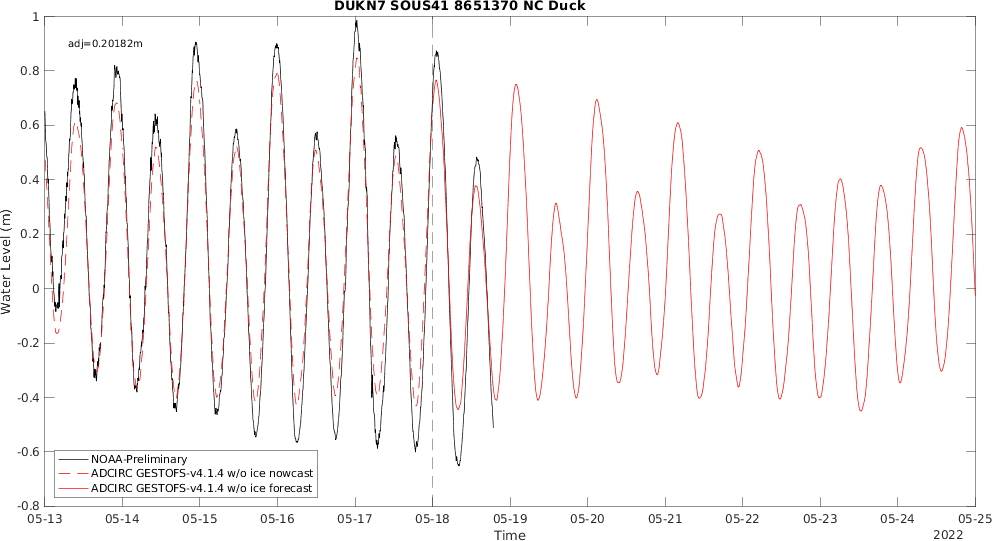 DUKN7 SOUS41 8651370 NC Duck
adj=0.20182m
1
0.8
0.6
0.4
0.2
0
-0.2
-0.4
-0.6
-0.8
Water Level (m)
NOAA-Preliminary
ADCIRC GESTOFS-v4.1.4 w/o ice nowcast
ADCIRC GESTOFS-v4.1.4 w/o ice forecast
05-13 05-14 05-15 05-16 05-17 05-18 05-19 05-20 05-21 05-22 05-23 05-24 05-25
Time
2022